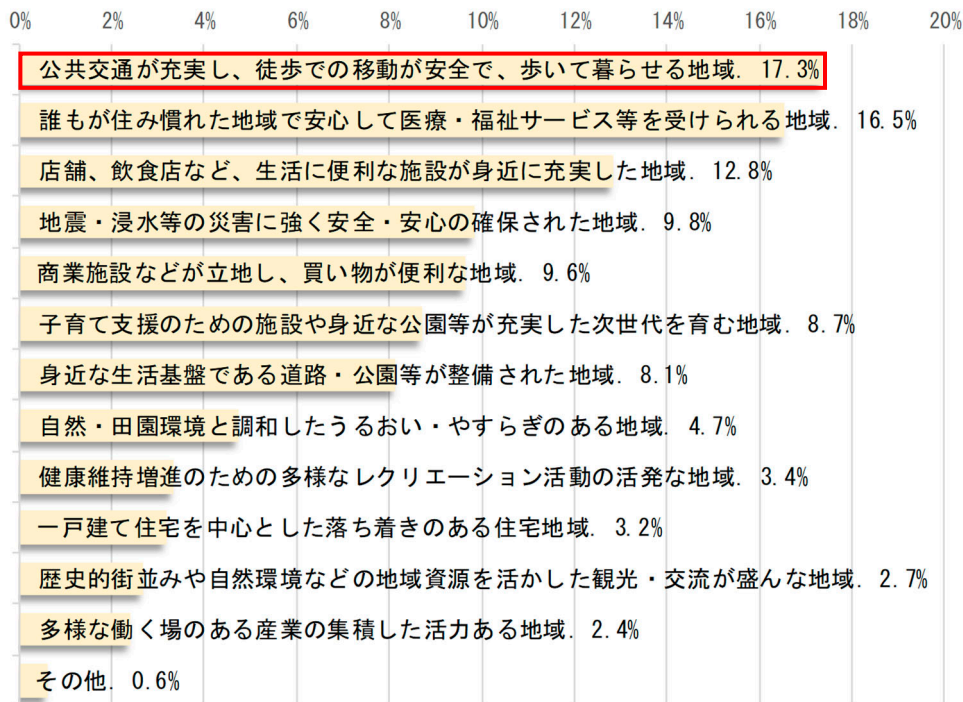 0% 2% 4% 6% 8% 10% 12% 14% 16% 18% 20%
公共交通が充実し、徒歩での移動が安全で、歩いて暮らせる地域. 17.3%
誰もが住み慣れた地域で安心して医療・福祉サービス等を受けられる地域. 16.5%
店舗、飲食店など、生活に便利な施設が身近に充実した地域. 12.8%
地震・浸水等の災害に強く安全・安心の確保された地域. 9.8%
商業施設などが立地し、買い物が便利な地域. 9.6%
子育て支援のための施設や身近な公園等が充実した次世代を育む地域. 8.7%
身近な生活基盤である道路・公園等が整備された地域. 8.1%
自然・田園環境と調和したうるおい・やすらぎのある地域. 4.7%
健康維持増進のための多様なレクリエーション活動の活発な地域. 3.4%
一戸建て住宅を中心とした落ち着きのある住宅地域. 3.2%
歴史的街並みや自然環境などの地域資源を活かした観光・交流が盛んな地域. 2.7%
多様な働く場のある産業の集積した活力ある地域. 2.4%
その他. 0.6%